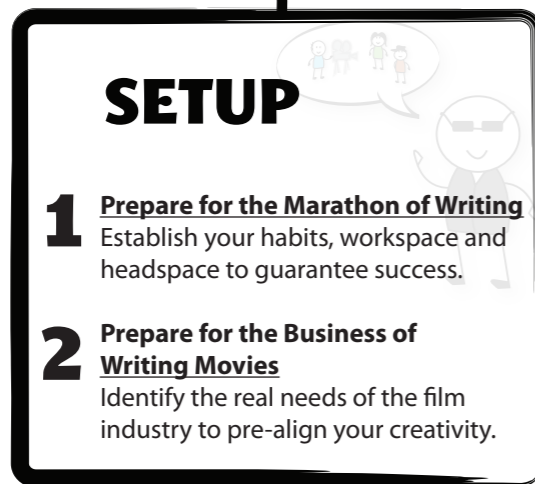 SETUP
1 Prepare for the Marathon of Writing
Establish your habits, workspace and
headspace to guarantee success.
2 Prepare for the Business of
Writing Movies
Identify the real needs of the film
industry to pre-align your creativity.